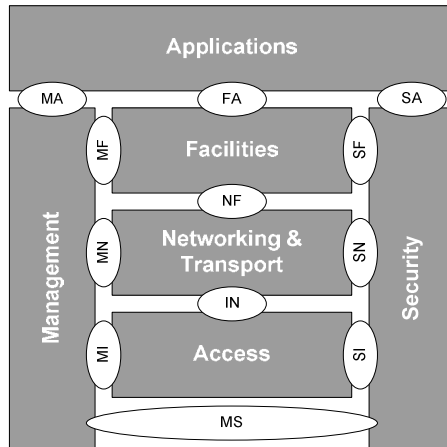 Applications
MA
FA
SA
MF
Facilities
SF
NF
Management
MN
Networking &
Transport
SN
Security
IN
MI
Access
SI
MS